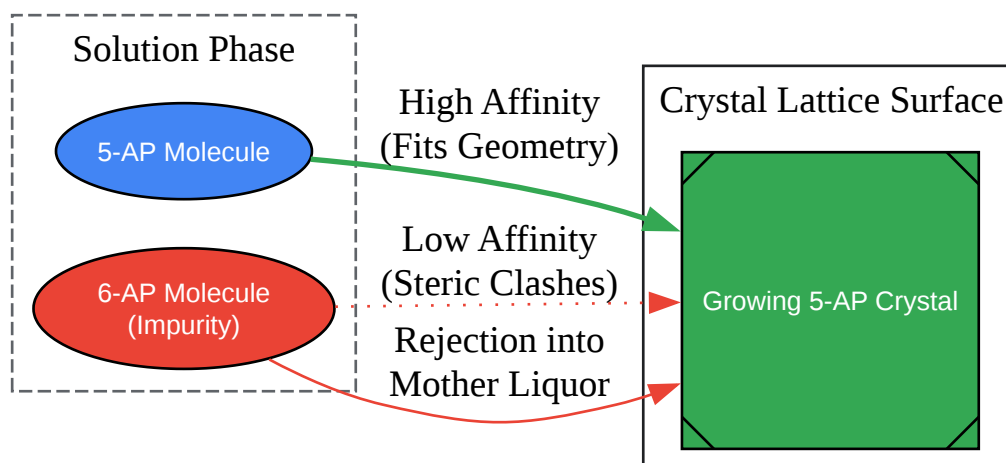 Solution Phase
5-AP Molecule
6-AP Molecule
(Impurity)
High Affinity
(Fits Geometry)
Low Affinity
(Steric Clashes)
Rejection into
Mother Liquor
Crystal Lattice Surface
Growing 5-AP Crystal